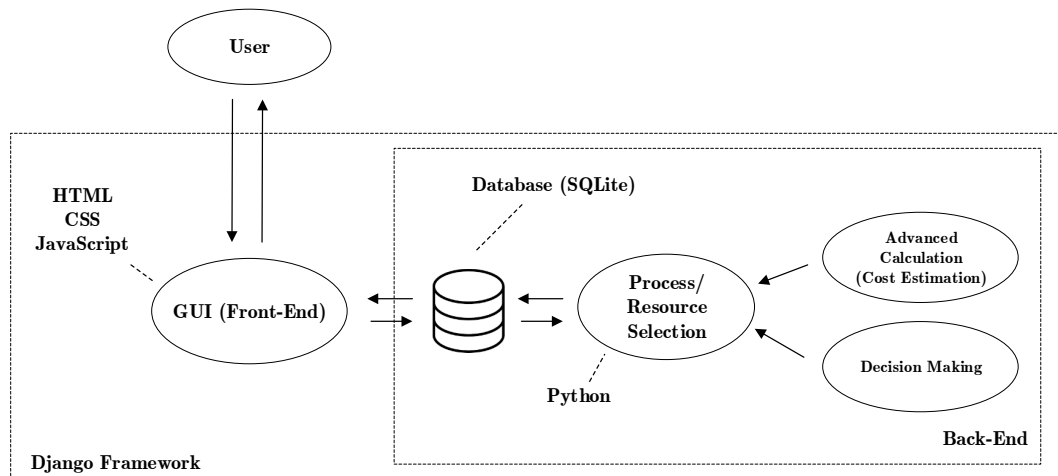 User
HTML
CSS
JavaScript
GUI (Front-End)
Database (SQLite)
Process/
Resource
Selection
Python
Advanced
Calculation
(Cost Estimation)
Decision Making
Back-End
Django Framework